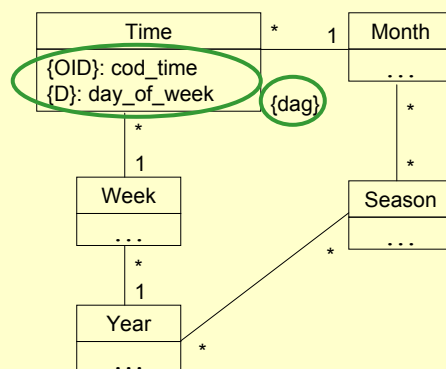 Time * 1 Month
{OID}: cod_time
{D}: day_of_week
...
{dag}
* *
1 *
Week Season
... ...
* *
1
Year
*
...